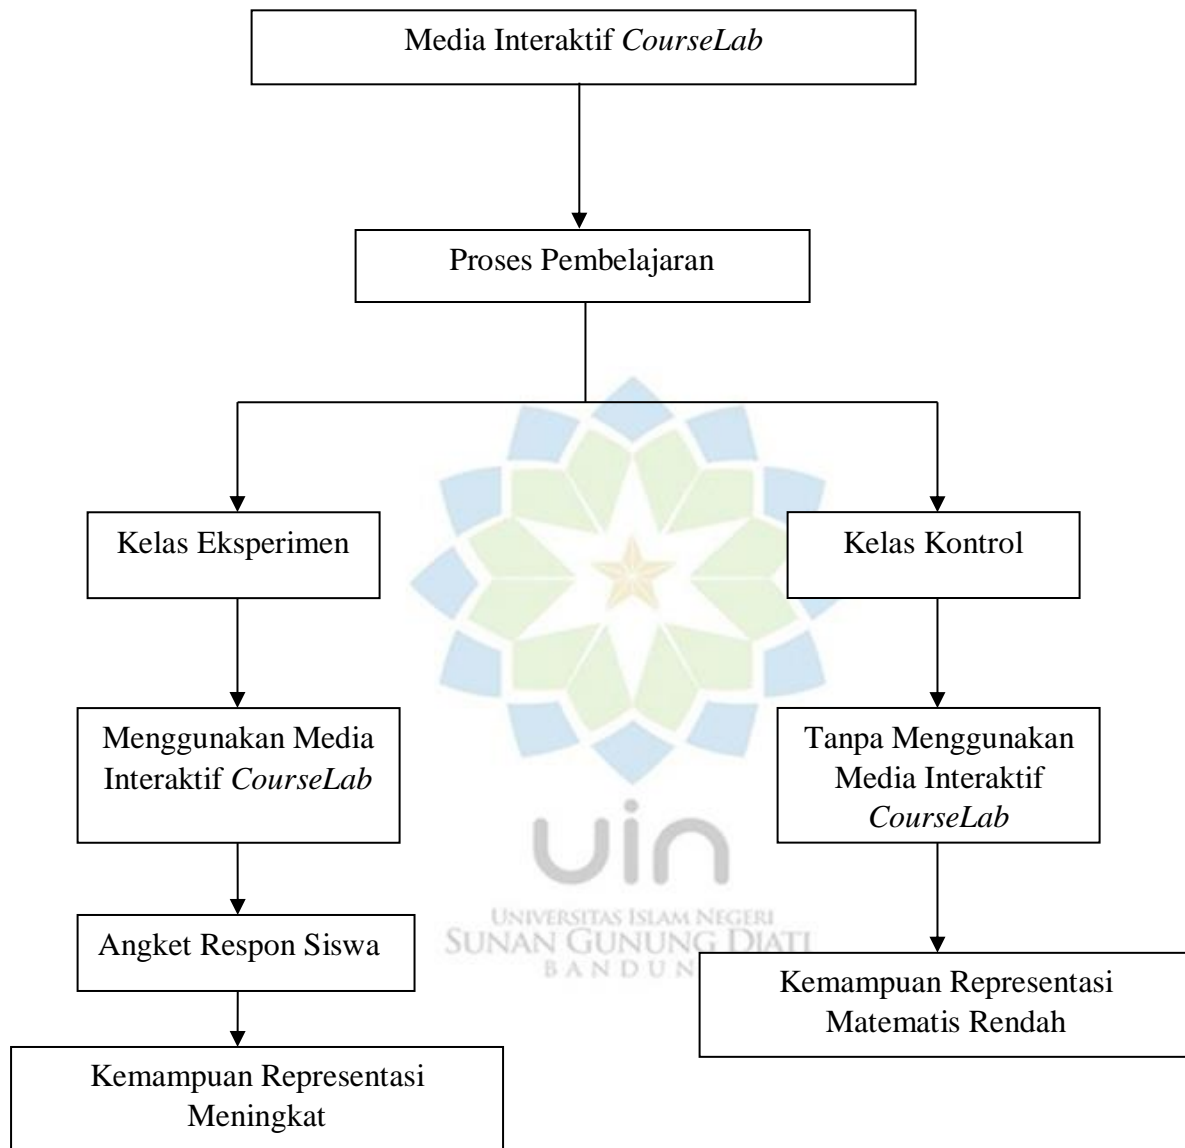 Media Interaktif CourseLab
Proses Pembelajaran
Kelas Eksperimen
Kelas Kontrol
Menggunakan Media
Interaktif CourseLab
Tanpa Menggunakan
Media Interaktif
CourseLab
uin
UNIVERSITAS ISLAM NEGERI
SUNAN GUNUNG DJATI
Angket Respon Siswa
Kemampuan Representasi
Matematis Rendah
Kemampuan Representasi
Meningkat